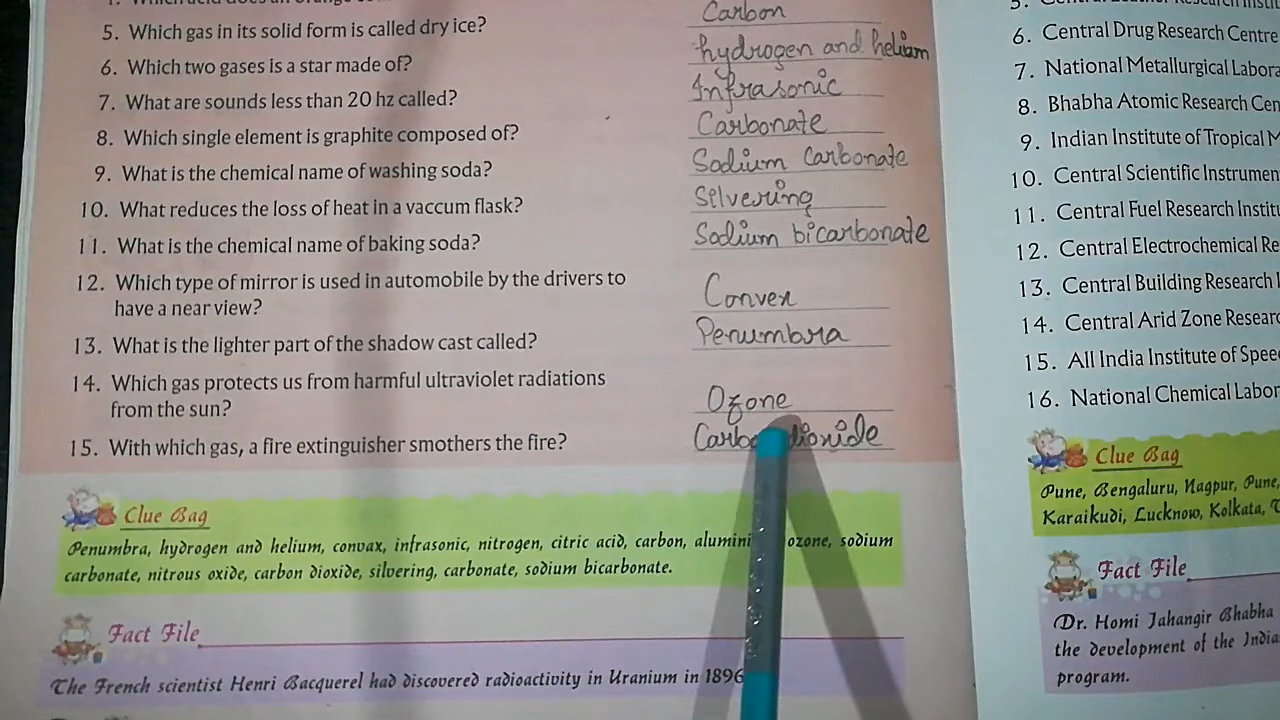 Carbon
5. Which gas in its solid form is called dry ice?
hydrogen and helium
6. Which two gases is a star made of?
Infrasonic
7. What are sounds less than 20 hz called?
Carbonate
8. Which single element is graphite composed of?
Sodium Carbonate
9. What is the chemical name of washing soda?
Silvering
10. What reduces the loss of heat in a vaccum flask?
Sodium bicarbonate
11. What is the chemical name of baking soda?
12. Which type of mirror is used in automobile by the drivers to
have a near view?
Convex
13. What is the lighter part of the shadow cast called?
Penumbra
14. Which gas protects us from harmful ultraviolet radiations
from the sun?
Ozone
15. With which gas, a fire extinguisher smothers the fire?
Carbo dioxide
Clue Bag
Penumbra, hydrogen and helium, convax, infrasonic, nitrogen, citric acid, carbon, alumini ozone, sodium
carbonate, nitrous oxide, carbon dioxide, silvering, carbonate, sodium bicarbonate.
Fact File
The French scientist Henri Bacquerel had discovered radioactivity in Uranium in 1896
5.
6. Central Drug Research Centre
7. National Metallurgical Labora
8. Bhabha Atomic Research Cen
9. Indian Institute of Tropical M
10. Central Scientific Instrumen
11. Central Fuel Research Institu
12. Central Electrochemical Re
13. Central Building Research I
14. Central Arid Zone Researc
15. All India Institute of Spee
16. National Chemical Labor
Clue Bag
Pune, Bengaluru, Nagpur, Pune,
Karaikudi, Lucknow, Kolkata,
Fact File
Dr. Homi Jahangir Bhabha
the development of the India
program.